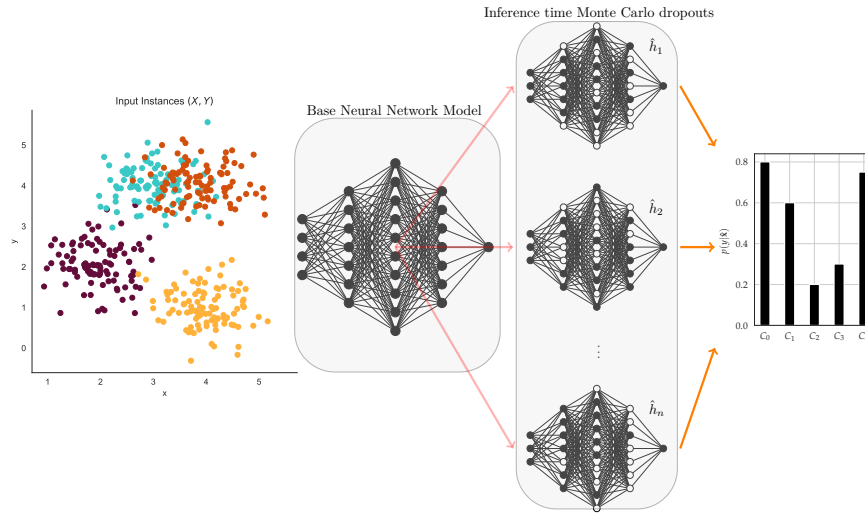 Inference time Monte Carlo dropouts
ĥ₁
Input Instances (X, Y)
Base Neural Network Model
5
4
3
2
1
0
y
1 2 3 4 5
x
ĥ₂
⋮
ĥₙ
0.8
0.6
0.4
0.2
0.0
p(y|x̂)
C₀ C₁ C₂ C₃